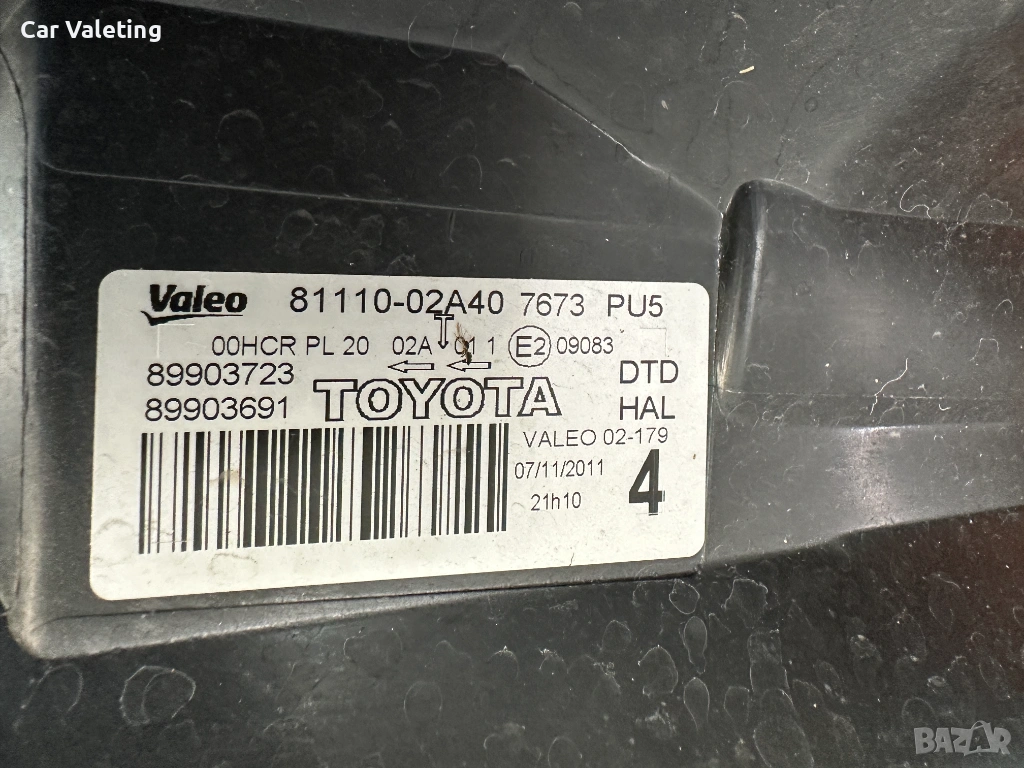 Car Valeting
Valeo 81110-02A40 7673 PU5
00HCR PL 20 02A 01 1 E2 09083
89903723 DTD
89903691 TOYOTA HAL
VALEO 02-179
07/11/2011
21h10 4
BAZAR